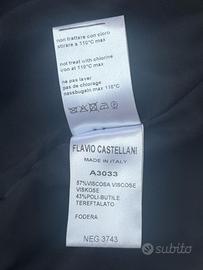 non trattare con cloro
stirare a 110°C max
not treat with chlorine
iron at 110°C max
ne pas laver
pas de chlorage
nassbugeln max 110°
FLAVIO CASTELLANI
MADE IN ITALY
A3033
57%VISCOSA VISCOSE
VISKOSE
43%POLI-BUTILE
TEREFTALATO
FODERA
NEG 3743
subito